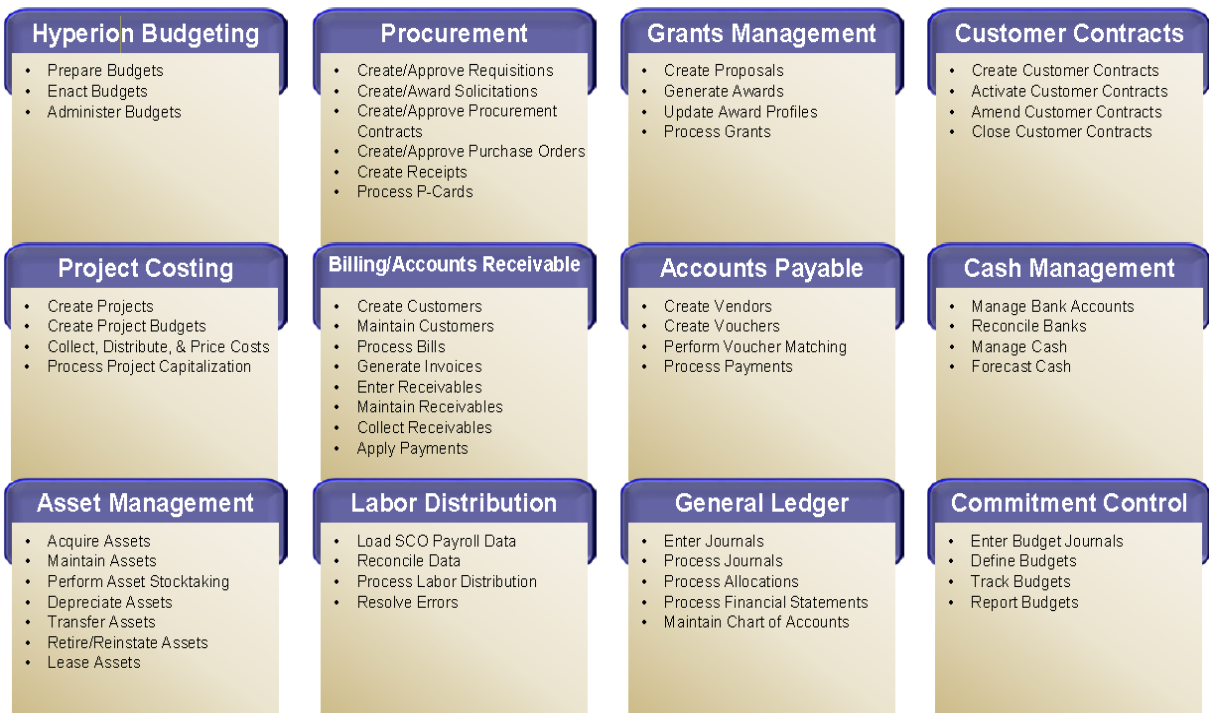 Hyperion Budgeting
• Prepare Budgets
• Enact Budgets
• Administer Budgets
Procurement
• Create/Approve Requisitions
• Create/Award Solicitations
• Create/Approve Procurement
Contracts
• Create/Approve Purchase Orders
• Create Receipts
• Process P-Cards
Grants Management
• Create Proposals
• Generate Awards
• Update Award Profiles
• Process Grants
Customer Contracts
• Create Customer Contracts
• Activate Customer Contracts
• Amend Customer Contracts
• Close Customer Contracts
Project Costing
• Create Projects
• Create Project Budgets
• Collect, Distribute, & Price Costs
• Process Project Capitalization
Billing/Accounts Receivable
• Create Customers
• Maintain Customers
• Process Bills
• Generate Invoices
• Enter Receivables
• Maintain Receivables
• Collect Receivables
• Apply Payments
Accounts Payable
• Create Vendors
• Create Vouchers
• Perform Voucher Matching
• Process Payments
Cash Management
• Manage Bank Accounts
• Reconcile Banks
• Manage Cash
• Forecast Cash
Asset Management
• Acquire Assets
• Maintain Assets
• Perform Asset Stocktaking
• Depreciate Assets
• Transfer Assets
• Retire/Reinstate Assets
• Lease Assets
Labor Distribution
• Load SCO Payroll Data
• Reconcile Data
• Process Labor Distribution
• Resolve Errors
General Ledger
• Enter Journals
• Process Journals
• Process Allocations
• Process Financial Statements
• Maintain Chart of Accounts
Commitment Control
• Enter Budget Journals
• Define Budgets
• Track Budgets
• Report Budgets